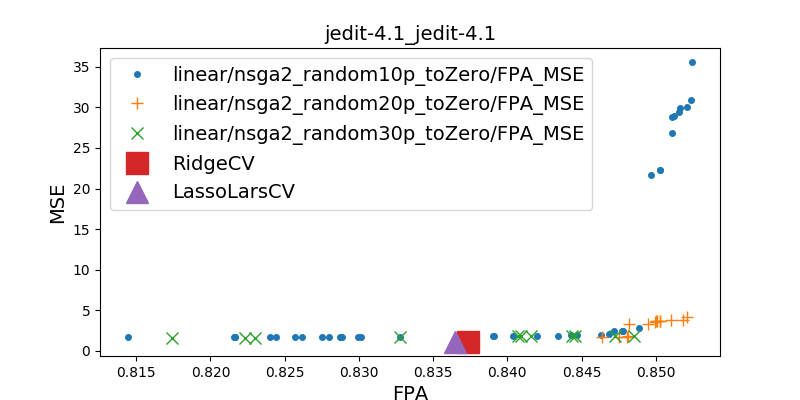 jedit-4.1_jedit-4.1
linear/nsga2_random10p_toZero/FPA_MSE
linear/nsga2_random20p_toZero/FPA_MSE
linear/nsga2_random30p_toZero/FPA_MSE
RidgeCV
LassoLarsCV
MSE
35
30
25
20
15
10
5
0
0.815 0.820 0.825 0.830 0.835 0.840 0.845 0.850
FPA